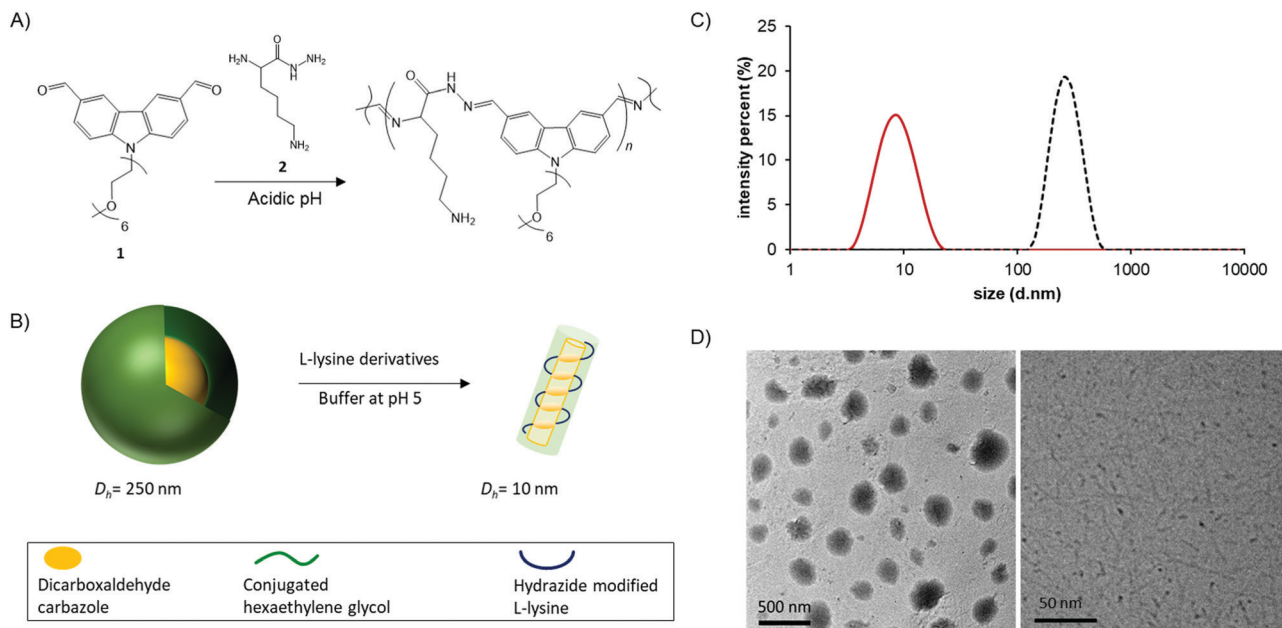 A)
O
O
N
O
6
1
H₂N
O
N
H
NH₂
NH₂
2
Acidic pH
N
O
H
N
N
NH₂
N
O
6
N
n
B)
L-lysine derivatives
Buffer at pH 5
Dₕ= 250 nm
Dₕ= 10 nm
Dicarboxaldehyde
carbazole
Conjugated
hexaethylene glycol
Hydrazide modified
L-lysine
C)
intensity percent (%)
25
20
15
10
5
0
1
10
100
1000
10000
size (d.nm)
D)
500 nm
50 nm